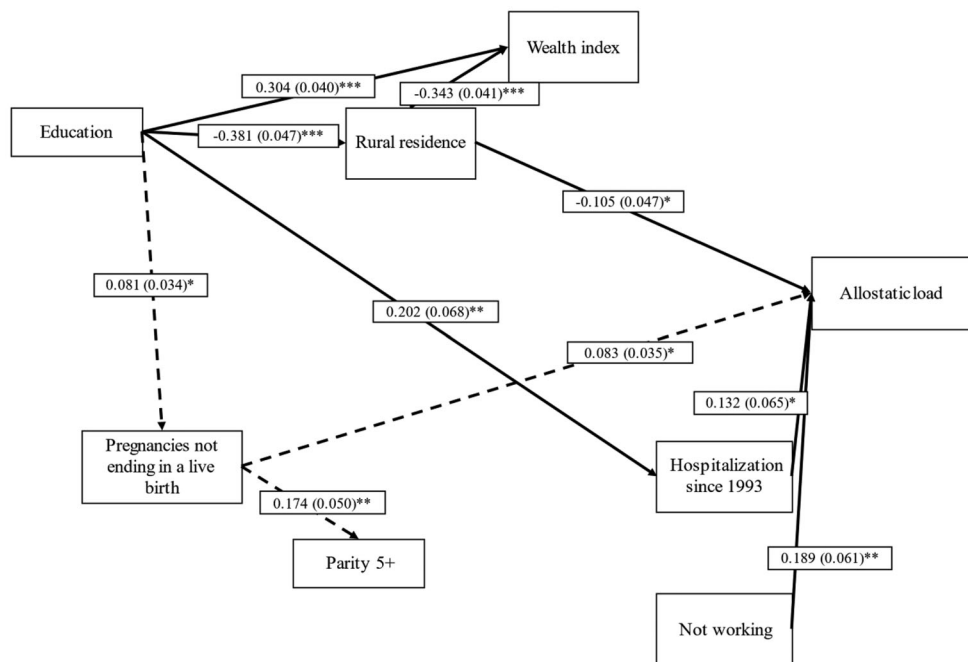 Wealth index
0.304 (0.040)***
-0.343 (0.041)***
Education
-0.381 (0.047)***
Rural residence
-0.105 (0.047)*
0.081 (0.034)*
Allostatic load
0.202 (0.068)**
0.083 (0.035)*
0.132 (0.065)*
Pregnancies not
ending in a live
birth
Hospitalization
since 1993
0.174 (0.050)**
Parity 5+
0.189 (0.061)**
Not working